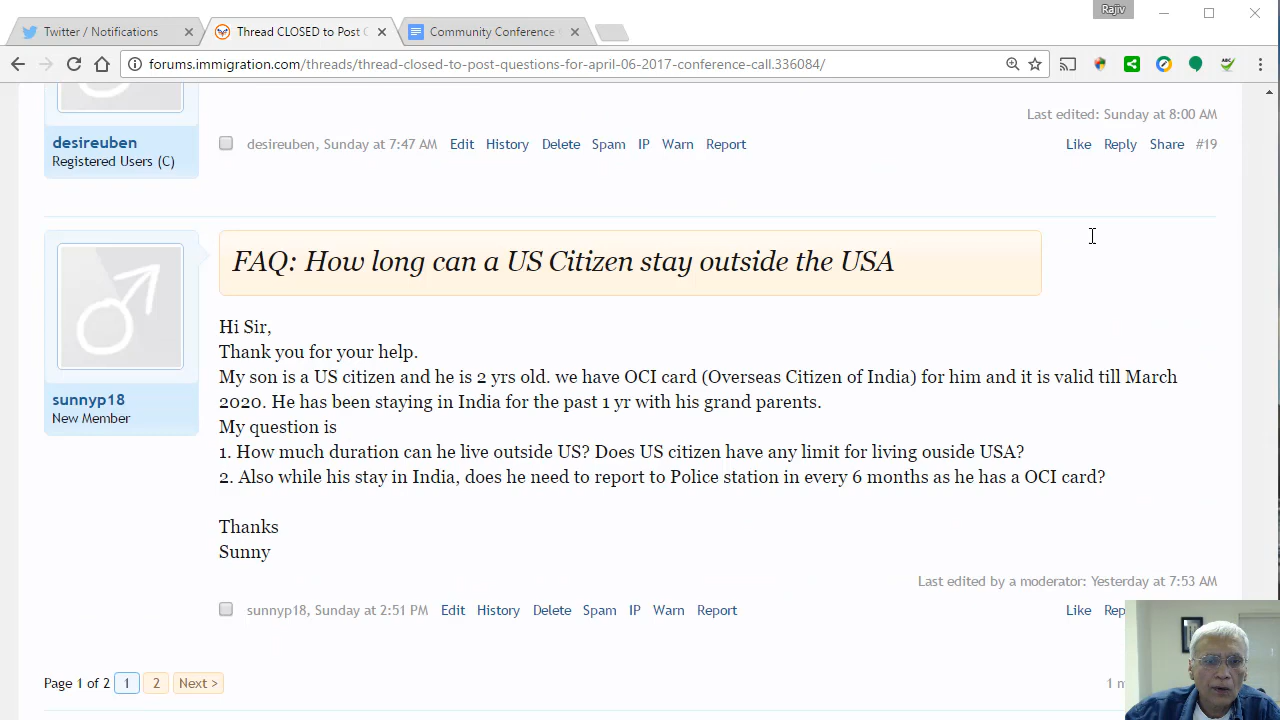 Rajiv
Twitter / Notifications
Thread CLOSED to Post
Community Conference
forums.immigration.com/threads/thread-closed-to-post-questions-for-april-06-2017-conference-call.336084/
ABC
Last edited: Sunday at 8:00 AM
desireuben
Registered Users (C)
desireuben, Sunday at 7:47 AM Edit History Delete Spam IP Warn Report Like Reply Share #19
FAQ: How long can a US Citizen stay outside the USA
Hi Sir,
Thank you for your help.
My son is a US citizen and he is 2 yrs old. we have OCI card (Overseas Citizen of India) for him and it is valid till March
2020. He has been staying in India for the past 1 yr with his grand parents.
My question is
1. How much duration can he live outside US? Does US citizen have any limit for living ouside USA?
2. Also while his stay in India, does he need to report to Police station in every 6 months as he has a OCI card?
Thanks
Sunny
sunnyp18
New Member
Last edited by a moderator: Yesterday at 7:53 AM
sunnyp18, Sunday at 2:51 PM Edit History Delete Spam IP Warn Report Like
Page 1 of 2 1 2 Next >